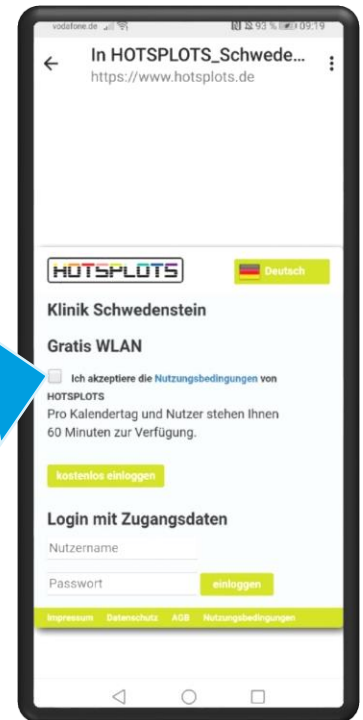 vodafone.de 93 % 09:19
In HOTSPLOTS_Schwede...
https://www.hotsplots.de
HOTSPLOTS
Deutsch
Klinik Schwedenstein
Gratis WLAN
Ich akzeptiere die Nutzungsbedingungen von
HOTSPLOTS
Pro Kalendertag und Nutzer stehen Ihnen
60 Minuten zur Verfügung.
kostenlos einloggen
Login mit Zugangsdaten
Nutzername
Passwort
einloggen
Impressum Datenschutz AGB Nutzungsbedingungen